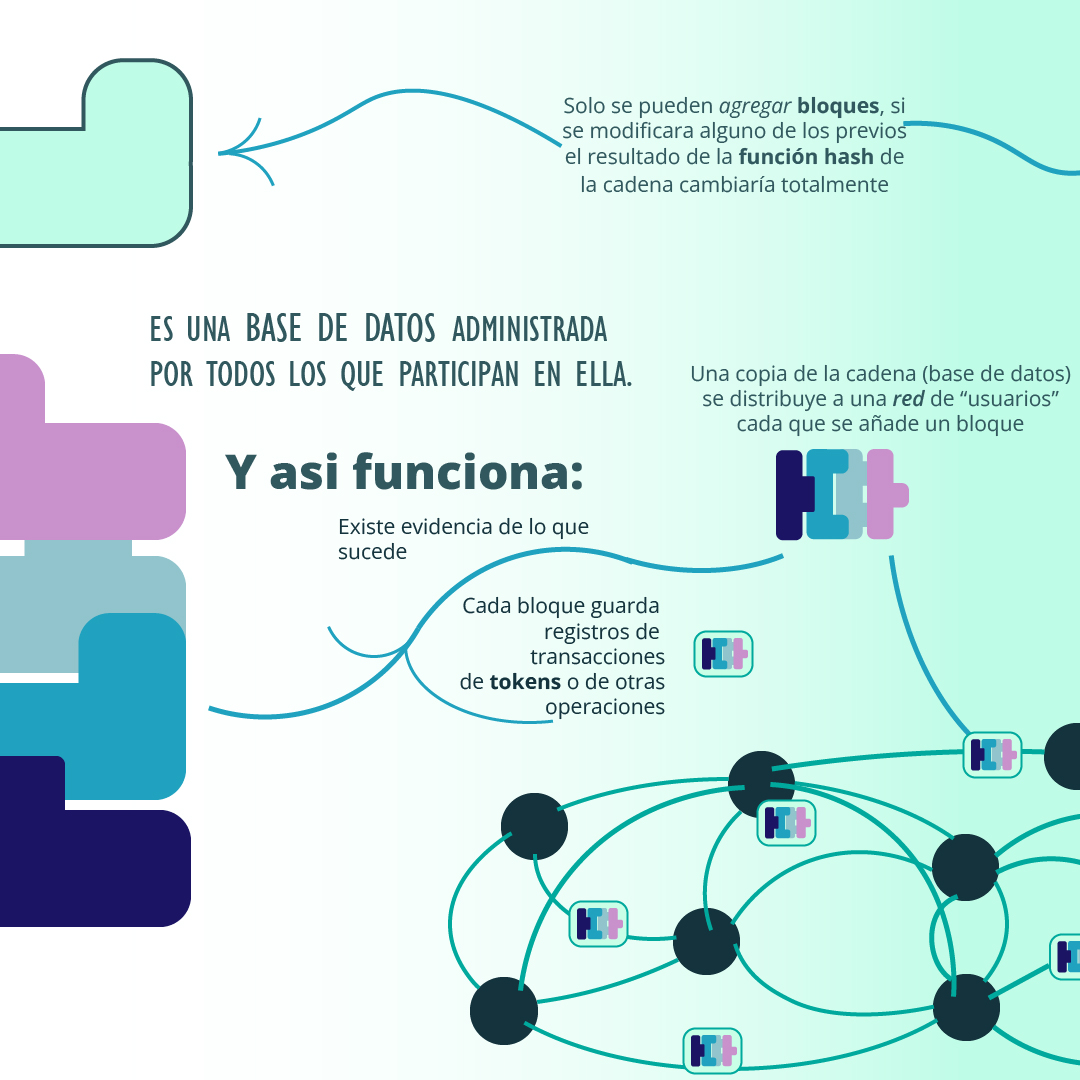 Solo se pueden agregar bloques, si
se modificara alguno de los previos
el resultado de la función hash de
la cadena cambiaría totalmente
ES UNA BASE DE DATOS ADMINISTRADA
POR TODOS LOS QUE PARTICIPAN EN ELLA.
Una copia de la cadena (base de datos)
se distribuye a una red de “usuarios”
cada que se añade un bloque
Y asi funciona:
Existe evidencia de lo que
sucede
Cada bloque guarda
registros de
transacciones
de tokens o de otras
operaciones